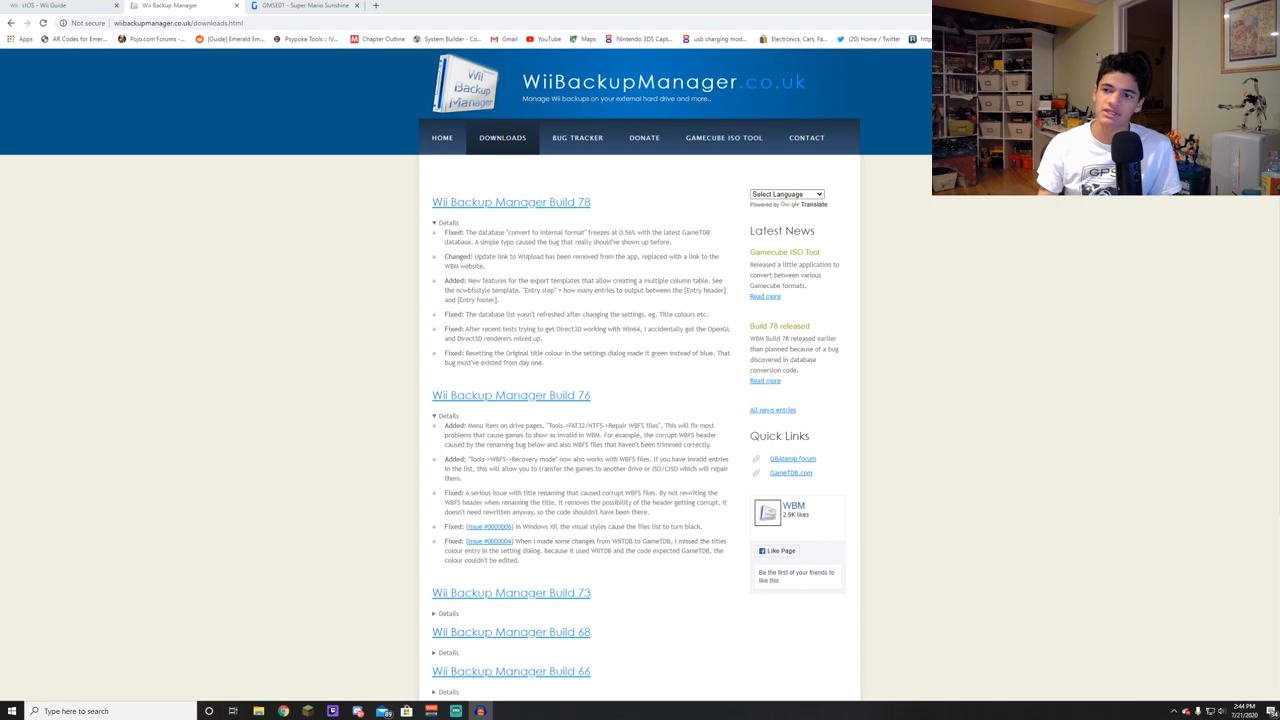 cIOS - Wii Guide
Wii Backup Manager
GMSE01 - Super Mario Sunshine
Not secure | wiibackupmanager.co.uk/downloads.html
Apps
AR Codes for Emer...
Pojo.com Forums -...
[Guide] Emerald Em...
Psypoke Tools :: IV...
Chapter Outline
System Builder - Co...
Gmail
YouTube
Maps
Nintendo 3DS Capt...
usb charging mod...
Electronics, Cars, Fa...
(20) Home / Twitter
Wii
Backup
Manager
WiiBackupManager.co.uk
Manage Wii backups on your external hard drive and more..
HOME
DOWNLOADS
BUG TRACKER
DONATE
GAMECUBE ISO TOOL
CONTACT
Wii Backup Manager Build 78
Details
Fixed: The database "convert to internal format" freezes at 0.56% with the latest GameTDB
database. A simple typo caused the bug that really should've shown up before.
Changed: Update link to WUpload has been removed from the app, replaced with a link to the
WBM website.
Added: New features for the export templates that allow creating a multiple column table. See
the ncwbfsstyle template. "Entry step" = how many entries to output between the [Entry header]
and [Entry footer].
Fixed: The database list wasn't refreshed after changing the settings. eg. Title colours etc.
Fixed: After recent tests trying to get Direct3D working with Win64, I accidentally got the OpenGL
and Direct3D renderers mixed up.
Fixed: Resetting the Original title colour in the settings dialog made it green instead of blue. That
bug must've existed from day one.
Wii Backup Manager Build 76
Details
Added: Menu item on drive pages, "Tools->FAT32/NTFS->Repair WBFS files". This will fix most
problems that cause games to show as invalid in WBM. For example, the corrupt WBFS header
caused by the renaming bug below and also WBFS files that haven't been trimmed correctly.
Added: "Tools->WBFS->Recovery mode" now also works with WBFS files. If you have invalid entries
in the list, this will allow you to transfer the games to another drive or ISO/CISO which will repair
them.
Fixed: A serious issue with title renaming that caused corrupt WBFS files. By not rewriting the
WBFS header when renaming the title, it removes the possibility of the header getting corrupt. It
doesn't need rewritten anyway, so the code shouldn't have been there.
Fixed: (Issue #0000006) In Windows XP, the visual styles cause the files list to turn black.
Fixed: (Issue #0000004) When I made some changes from WiiTDB to GameTDB, I missed the titles
colour entry in the setting dialog. Because it used WiiTDB and the code expected GameTDB, the
colour couldn't be edited.
Wii Backup Manager Build 73
Details
Wii Backup Manager Build 68
Details
Wii Backup Manager Build 66
Details
Select Language
Powered by Google Translate
Latest News
Gamecube ISO Tool
Released a little application to
convert between various
Gamecube formats.
Read more
Build 78 released
WBM Build 78 released earlier
than planned because of a bug
discovered in database
conversion code.
Read more
All news entries
Quick Links
GBAtemp forum
GameTDB.com
WBM
2.9K likes
Like Page
Be the first of your friends to
like this
GPS
Type here to search
89
2:44 PM
7/21/2020